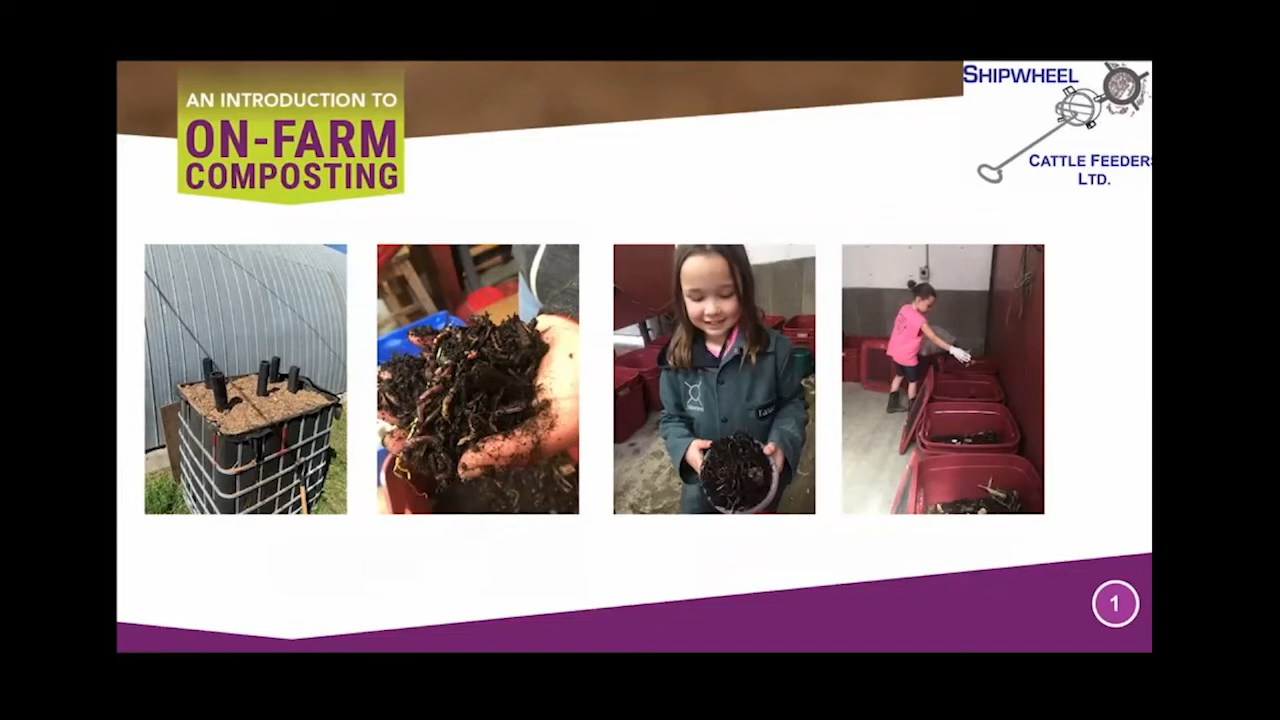 AN INTRODUCTION TO
ON-FARM
COMPOSTING
SHIPWHEEL
CATTLE FEEDERS
LTD.
1